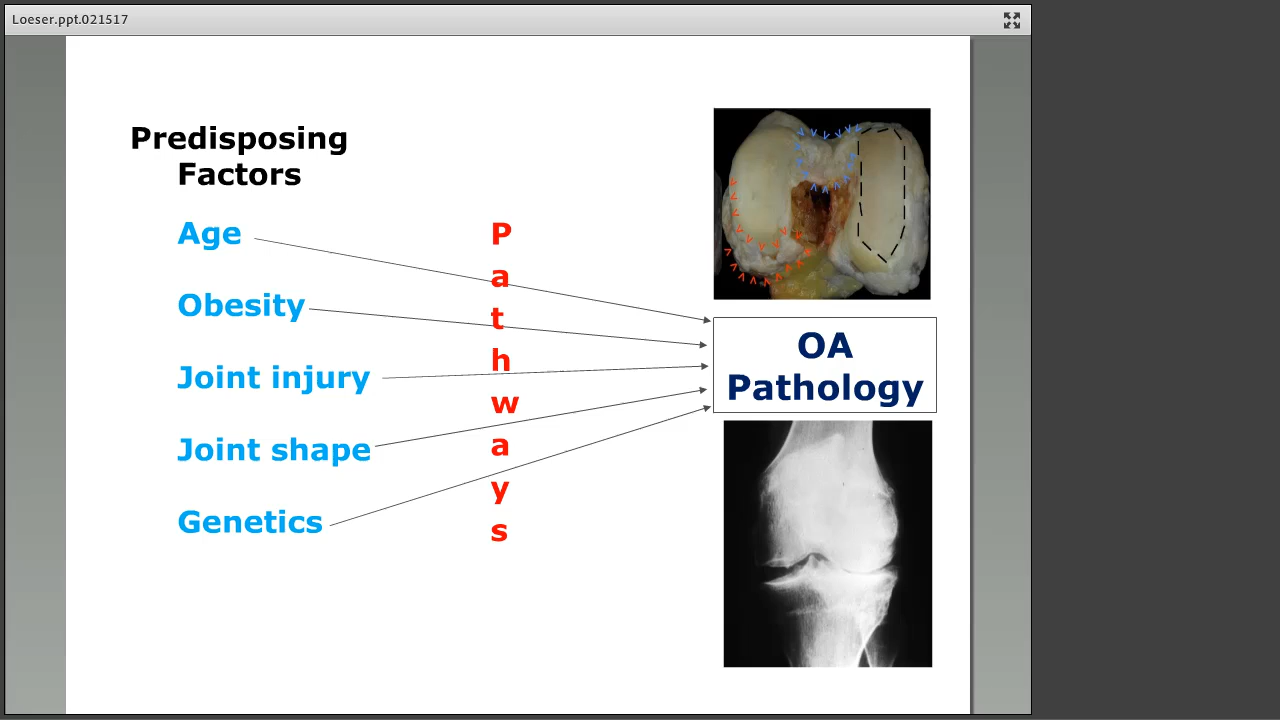 Loeser.ppt.021517
Predisposing
Factors
Age
Obesity
Joint injury
Joint shape
Genetics
P
a
t
h
w
a
y
s
OA
Pathology